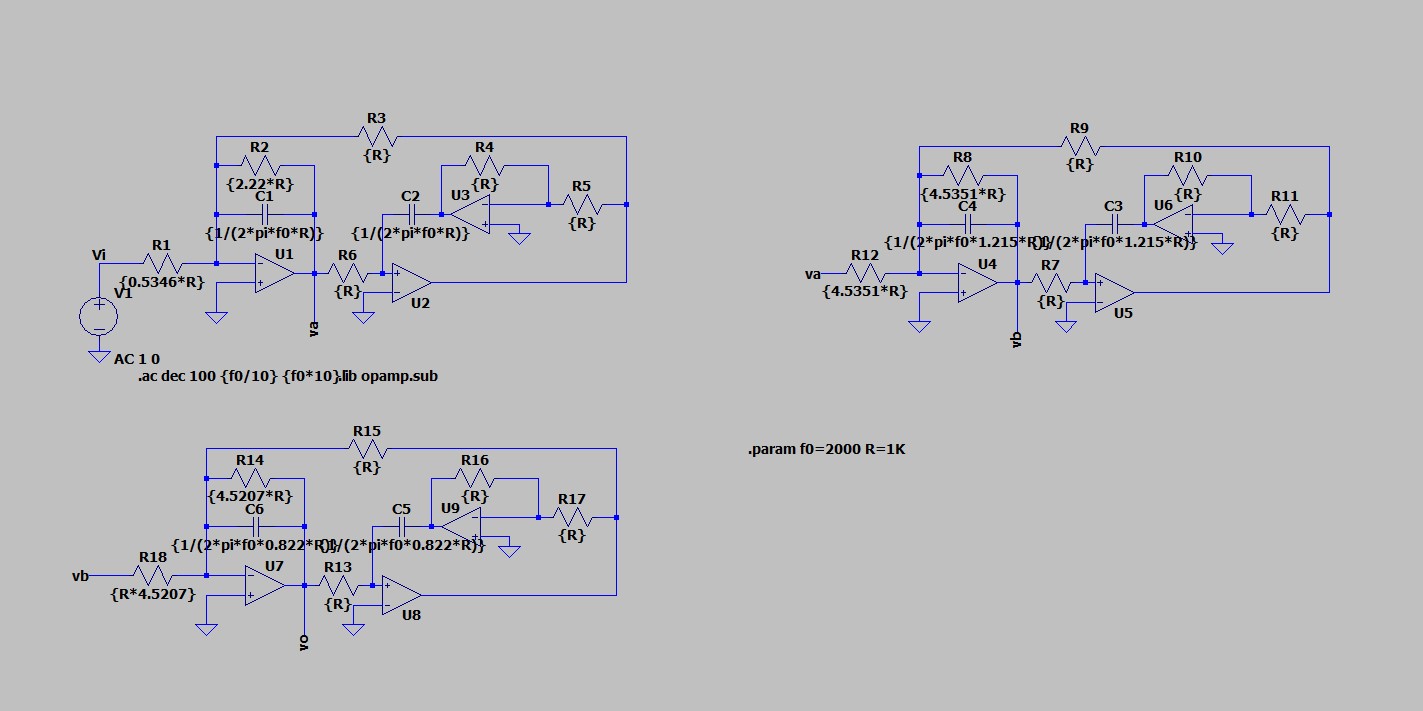 R3
{R}
R2
{2.22*R}
C1
{1/(2*pi*f0*R)}
R4
{R}
C2
{1/(2*pi*f0*R)}
U3
R5
{R}
Vi
R1
{0.5346*R}
U1
R6
{R}
U2
V1
AC 1 0
va
.ac dec 100 {f0/10} {f0*10}
.lib opamp.sub
R9
{R}
R8
{4.5351*R}
C4
{1/(2*pi*f0*1.215*R)}
R10
{R}
C3
{1/(2*pi*f0*1.215*R)}
U6
R11
{R}
va
R12
{4.5351*R}
U4
R7
{R}
U5
vb
.param f0=2000 R=1K
R15
{R}
R14
{4.5207*R}
C6
{1/(2*pi*f0*0.822*R)}
R16
{R}
C5
{1/(2*pi*f0*0.822*R)}
U9
R17
{R}
vb
R18
{R*4.5207}
U7
R13
{R}
U8
vo